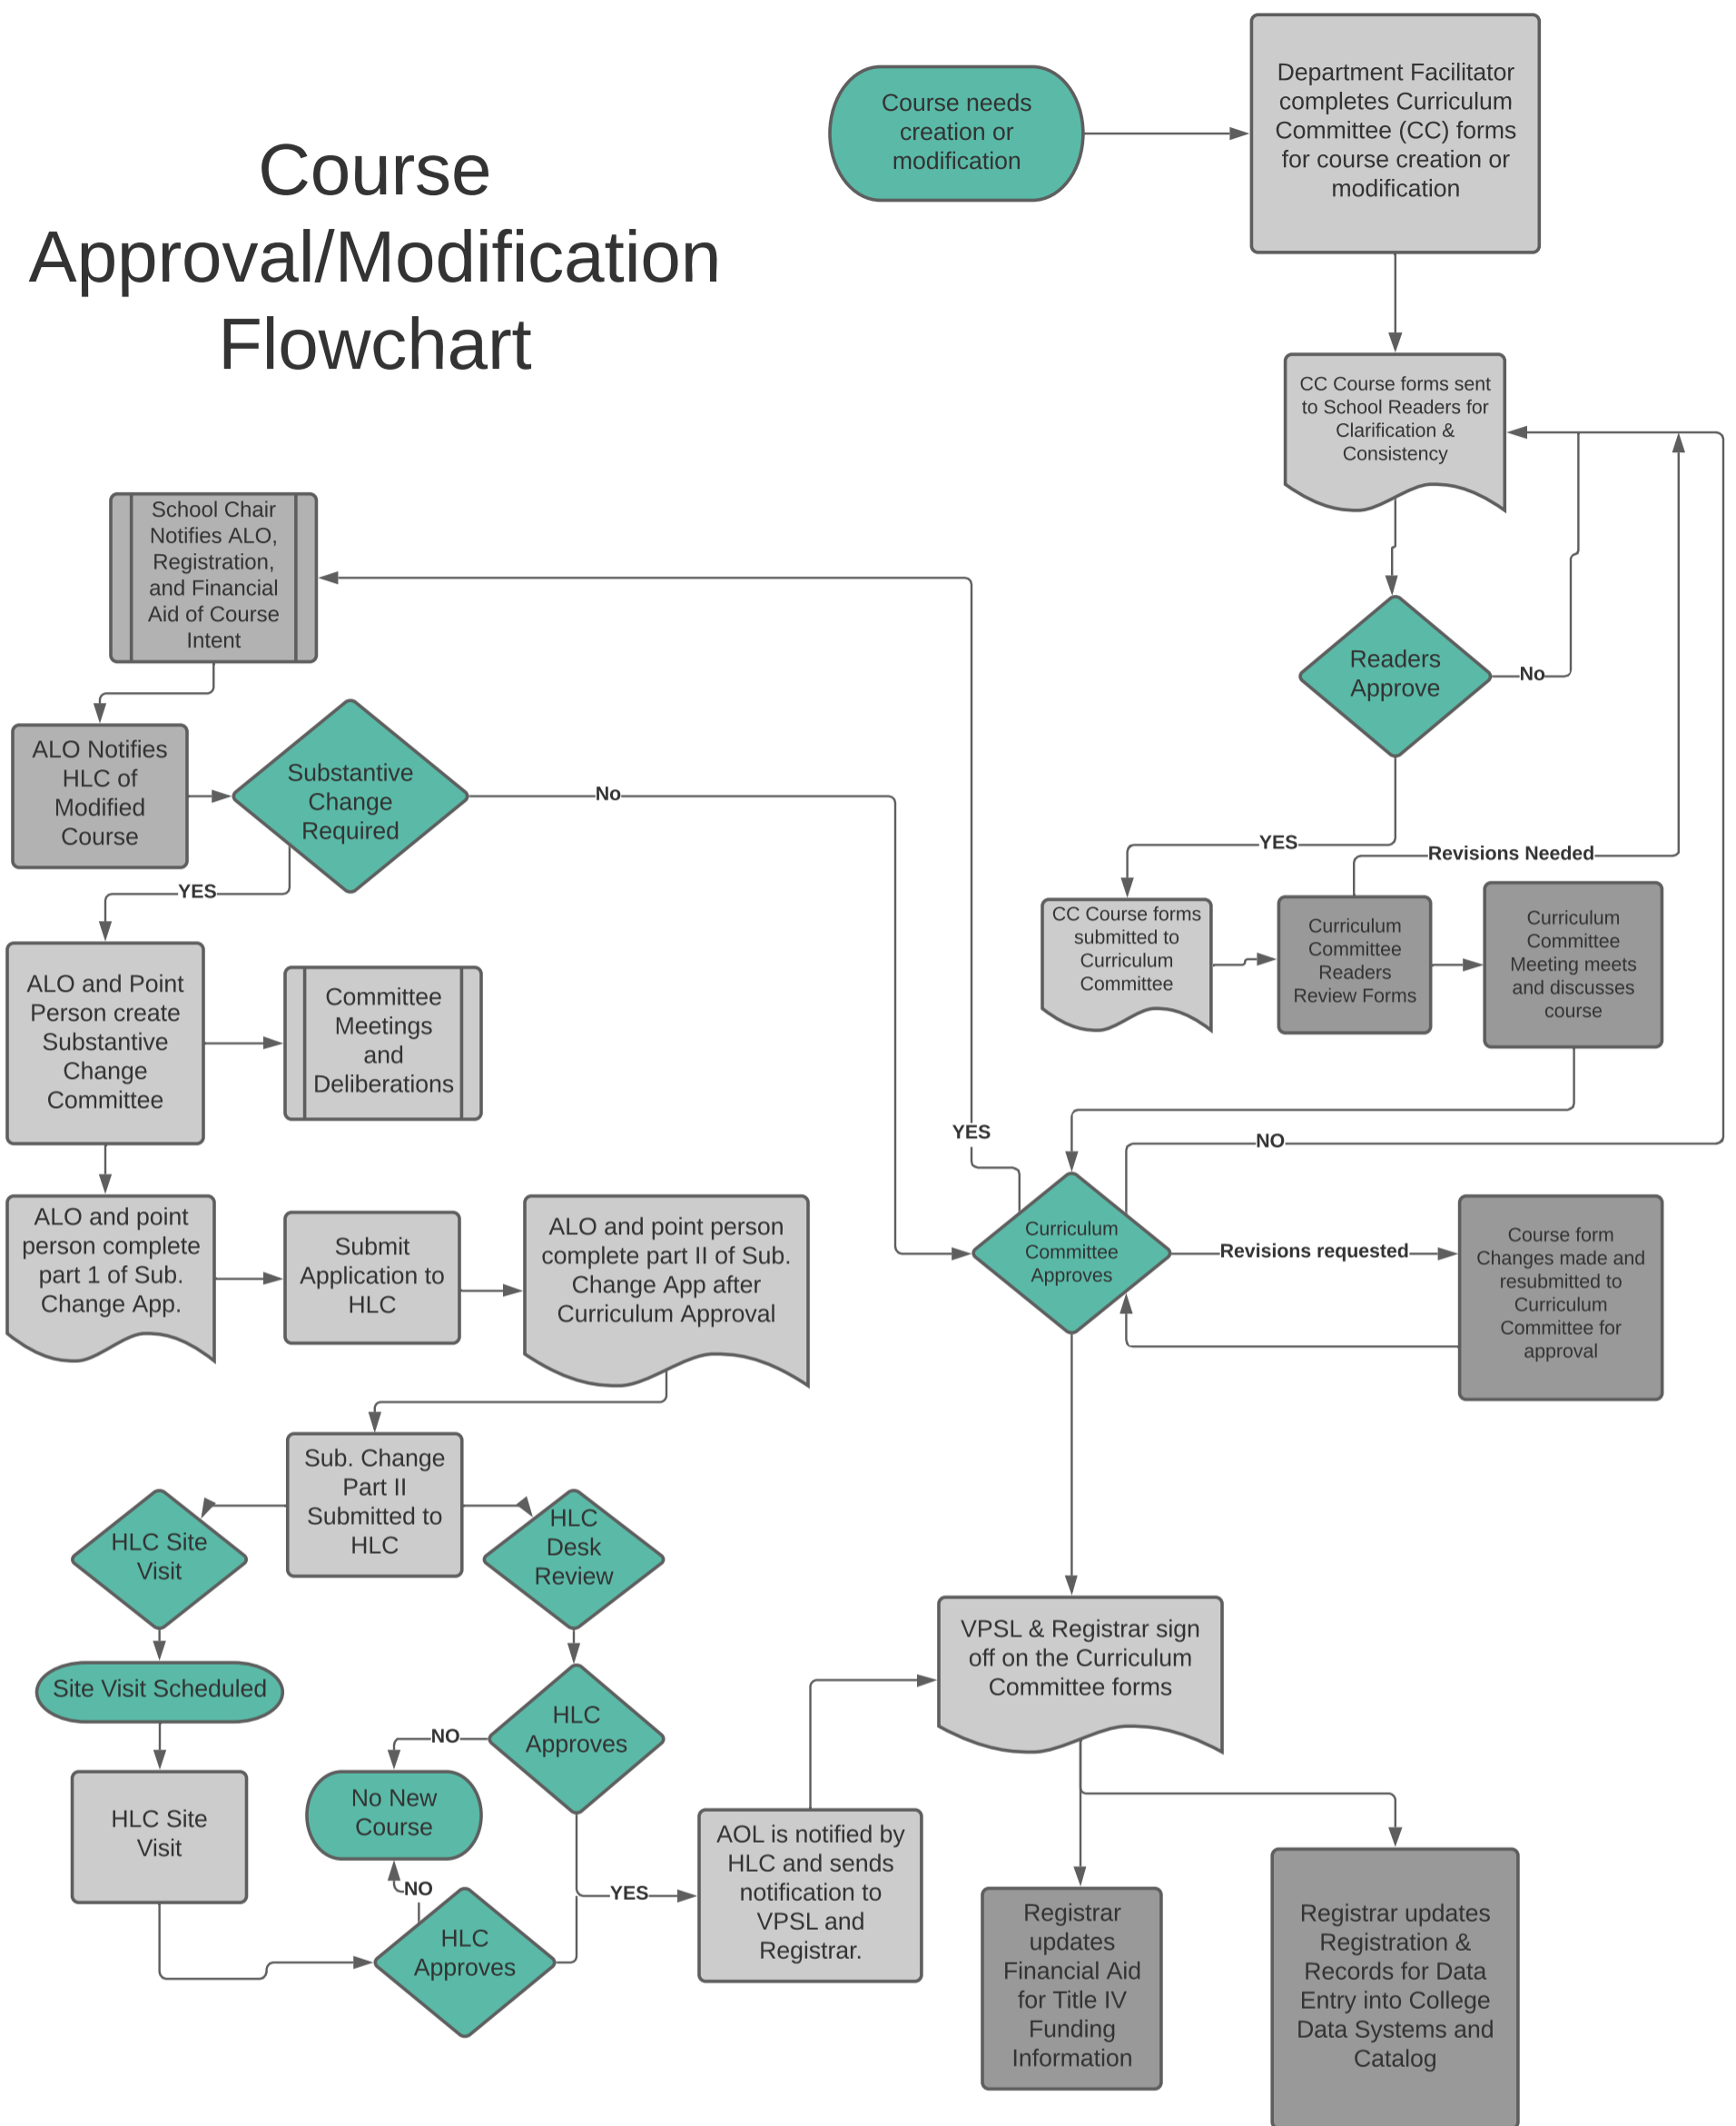 Course
Approval/Modification
Flowchart
Course needs
creation or
modification
Department Facilitator
completes Curriculum
Committee (CC) forms
for course creation or
modification
CC Course forms sent
to School Readers for
Clarification &
Consistency
Readers
Approve
No
YES
Revisions Needed
CC Course forms
submitted to
Curriculum
Committee
Curriculum
Committee
Readers
Review Forms
Curriculum
Committee
Meeting meets
and discusses
course
School Chair
Notifies ALO,
Registration,
and Financial
Aid of Course
Intent
ALO Notifies
HLC of
Modified
Course
Substantive
Change
Required
No
YES
ALO and Point
Person create
Substantive
Change
Committee
Committee
Meetings
and
Deliberations
YES
NO
Curriculum
Committee
Approves
Revisions requested
Course form
Changes made and
resubmitted to
Curriculum
Committee for
approval
ALO and point
person complete
part 1 of Sub.
Change App.
Submit
Application to
HLC
ALO and point person
complete part II of Sub.
Change App after
Curriculum Approval
Sub. Change
Part II
Submitted to
HLC
HLC Site
Visit
HLC
Desk
Review
Site Visit Scheduled
HLC Site
Visit
HLC
Approves
NO
No New
Course
NO
HLC
Approves
YES
AOL is notified by
HLC and sends
notification to
VPSL and
Registrar.
VPSL & Registrar sign
off on the Curriculum
Committee forms
Registrar
updates
Financial Aid
for Title IV
Funding
Information
Registrar updates
Registration &
Records for Data
Entry into College
Data Systems and
Catalog